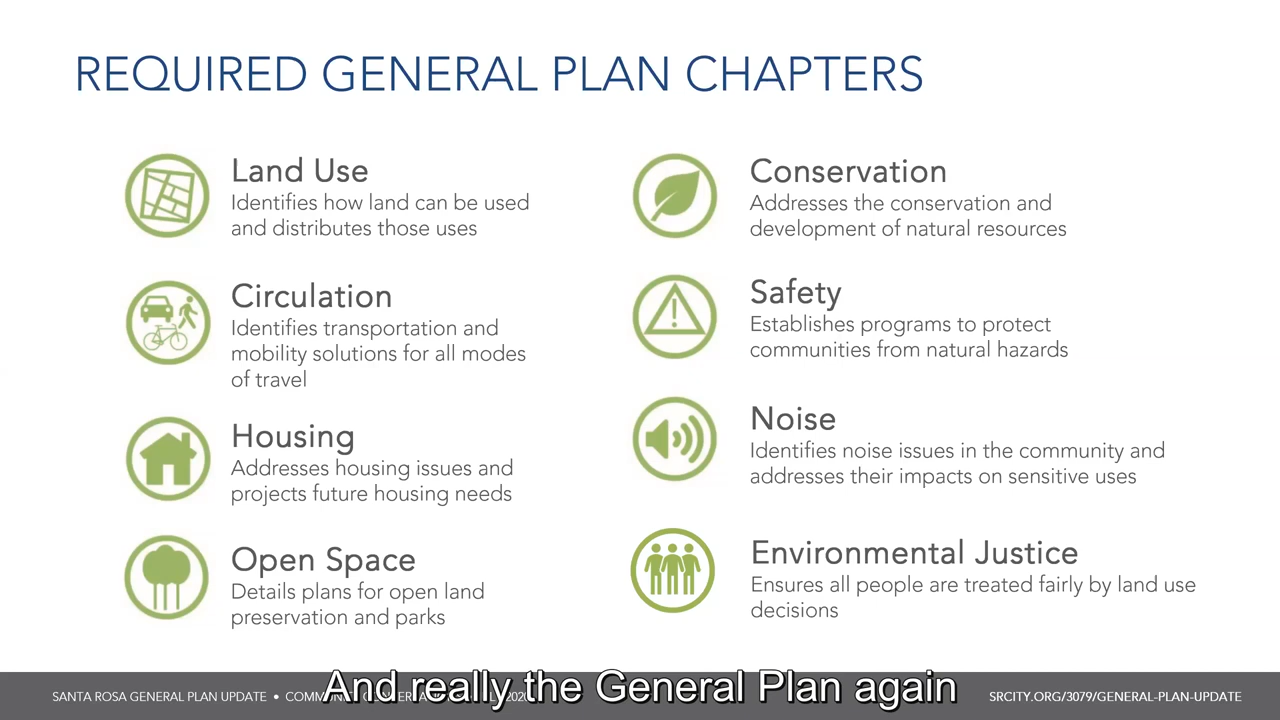 REQUIRED GENERAL PLAN CHAPTERS
Land Use
Identifies how land can be used
and distributes those uses
Circulation
Identifies transportation and
mobility solutions for all modes
of travel
Housing
Addresses housing issues and
projects future housing needs
Open Space
Details plans for open land
preservation and parks
Conservation
Addresses the conservation and
development of natural resources
Safety
Establishes programs to protect
communities from natural hazards
Noise
Identifies noise issues in the community and
addresses their impacts on sensitive uses
Environmental Justice
Ensures all people are treated fairly by land use
decisions
SANTA ROSA GENERAL PLAN UPDATE •
And really the General Plan again
SRCITY.ORG/3079/GENERAL-PLAN-UPDATE